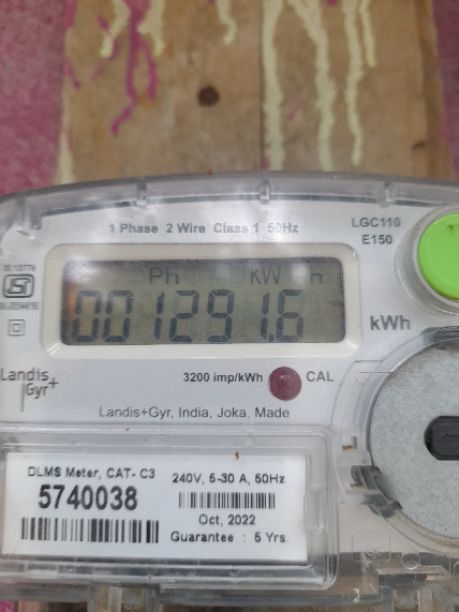 1 Phase 2 Wire Class 1 50Hz
LGC110
E150
IS:13779
Ph kW h
001291.6
kWh
Landis
Gyr+
3200 imp/kWh
CAL
Landis+Gyr, India, Joka, Made
DLMS Meter, CAT- C3
5740038
240V, 5-30 A, 50Hz
Oct, 2022
Guarantee : 5 Yrs.